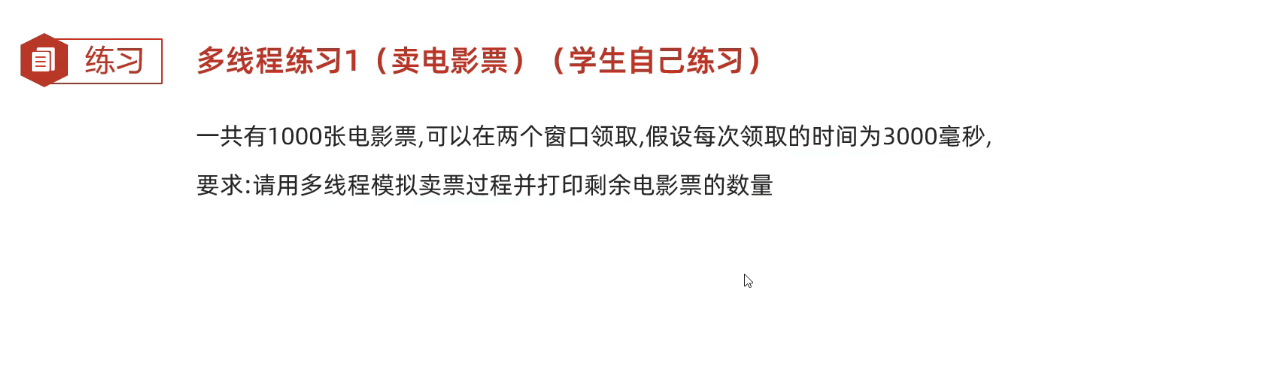 练习
多线程练习1（卖电影票）（学生自己练习）
一共有1000张电影票,可以在两个窗口领取,假设每次领取的时间为3000毫秒,
要求:请用多线程模拟卖票过程并打印剩余电影票的数量